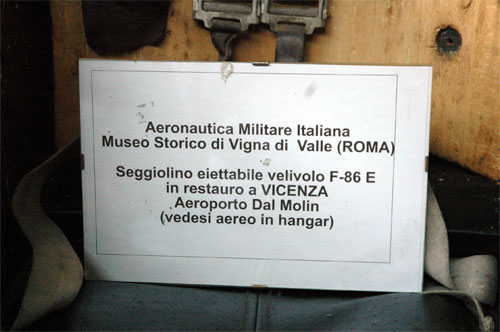 Aeronautica Militare Italiana
Museo Storico di Vigna di Valle (ROMA)
Seggiolino eiettabile velivolo F-86 E
in restauro a VICENZA
Aeroporto Dal Molin
(vedesi aereo in hangar)